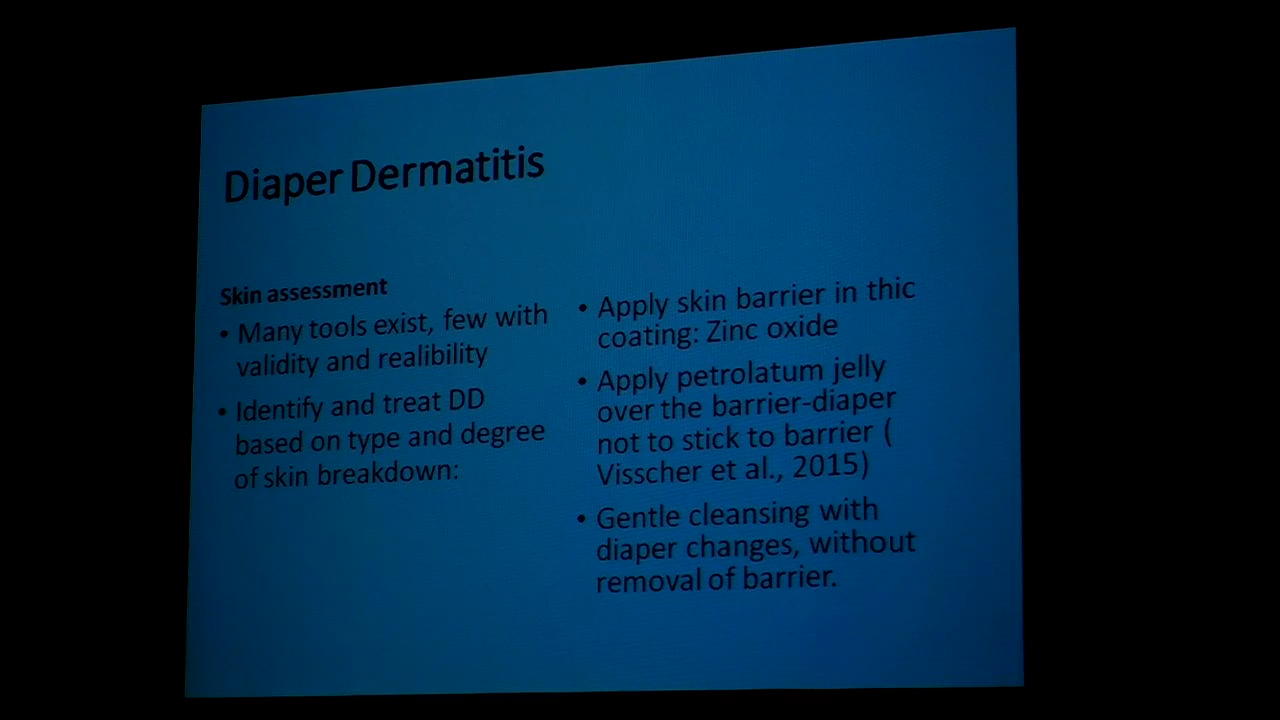 Diaper Dermatitis
Skin assessment
• Many tools exist, few with
validity and realibility
• Identify and treat DD
based on type and degree
of skin breakdown:
• Apply skin barrier in thic
coating: Zinc oxide
• Apply petrolatum jelly
over the barrier-diaper
not to stick to barrier (
Visscher et al., 2015)
• Gentle cleansing with
diaper changes, without
removal of barrier.